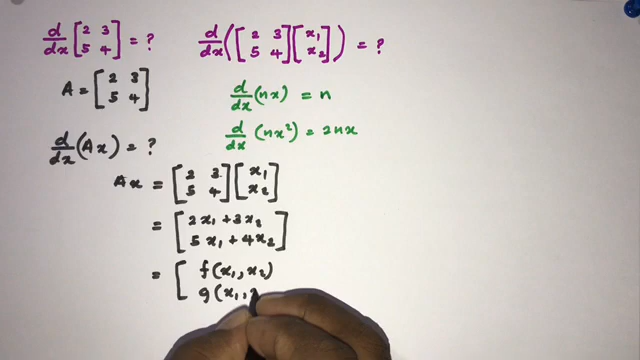 d/dx [2 3; 5 4] = ?   d/dx ([2 3; 5 4] [x₁; x₂]) = ?
A = [2 3; 5 4]   d/dx (nx) = n
d/dx (Ax) = ?   d/dx (nx²) = 2nx
Ax = [2 3; 5 4] [x₁; x₂]
= [2x₁ + 3x₂; 5x₁ + 4x₂]
= [f(x₁, x₂)
g(x₁,